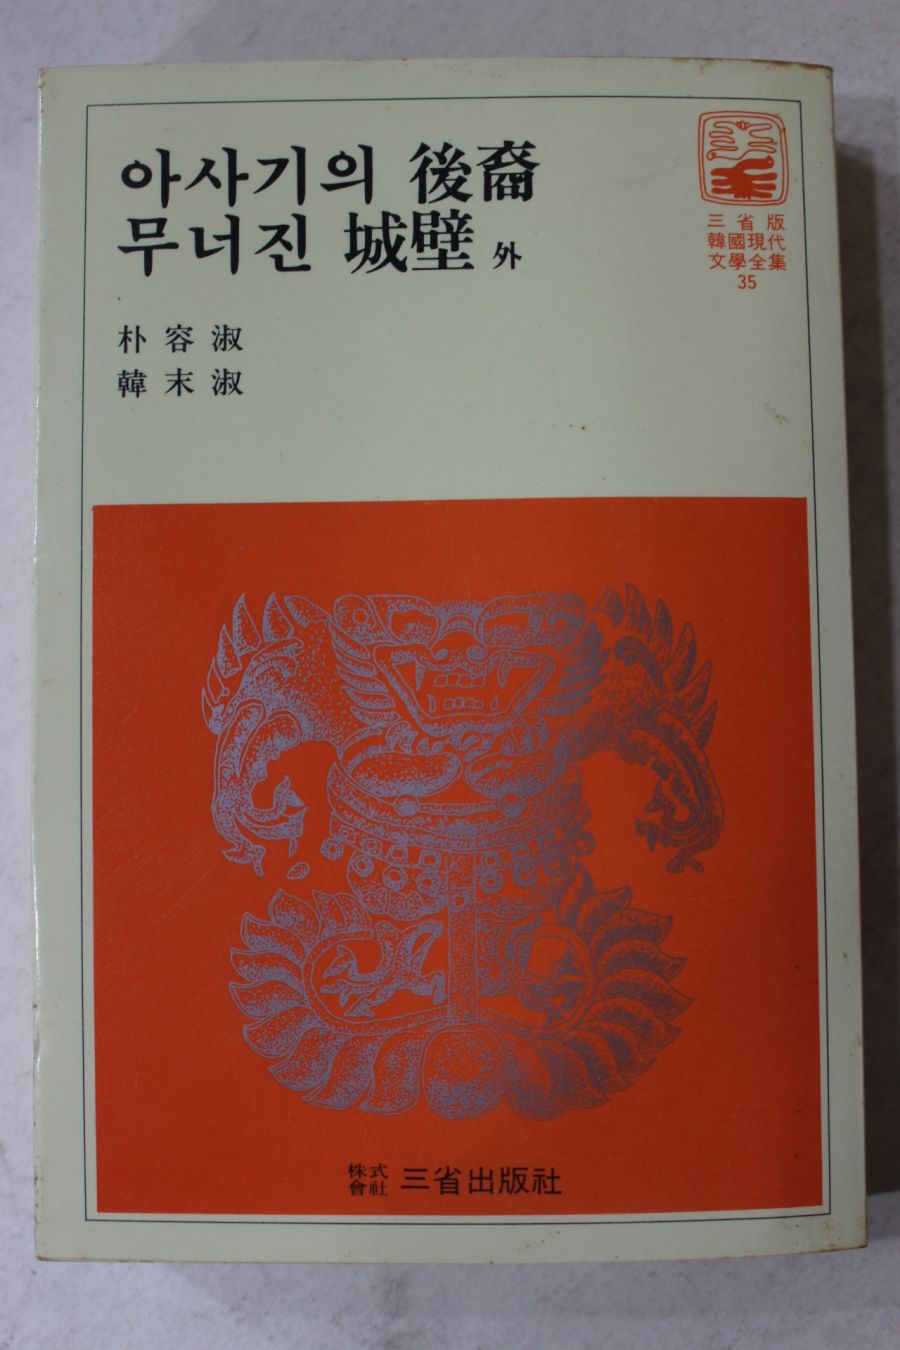 아사기의 後裔
무너진 城壁 外
朴容淑
韓末淑
三省版
韓國現代
文學全集
35
株式會社 三省出版社